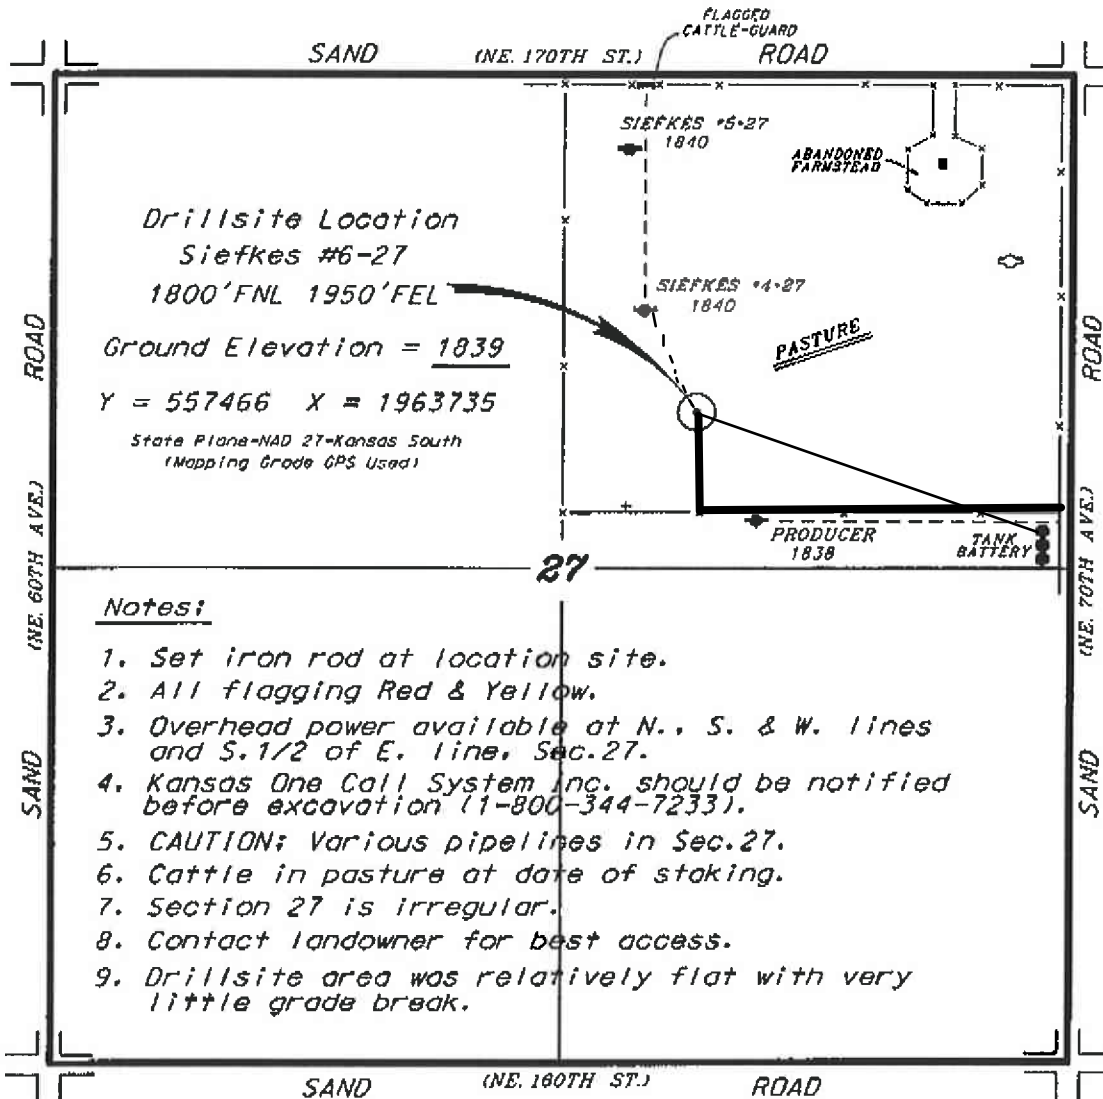 FLAGGED
CATTLE-GUARD
SAND (NE. 170TH ST.) ROAD
SIEFKES #5-27
1840
ABANDONED
FARMSTEAD
Drillsite Location
Siefkes #6-27
1800'FNL 1950'FEL
SIEFKES #4-27
1840
Ground Elevation = 1839
PASTURE
Y = 557466 X = 1963735
State Plane-NAD 27-Kansas South
(Mapping Grade GPS Used)
ROAD
(NE. 60TH AVE.)
SAND
ROAD
(NE. 70TH AVE.)
SAND
PRODUCER
1838
TANK
BATTERY
27
Notes:
1. Set iron rod at location site.
2. All flagging Red & Yellow.
3. Overhead power available at N., S. & W. lines
and S.1/2 of E. line, Sec.27.
4. Kansas One Call System Inc. should be notified
before excavation (1-800-344-7233).
5. CAUTION: Various pipelines in Sec.27.
6. Cattle in pasture at date of staking.
7. Section 27 is irregular.
8. Contact landowner for best access.
9. Drillsite area was relatively flat with very
little grade break.
SAND (NE. 160TH ST.) ROAD